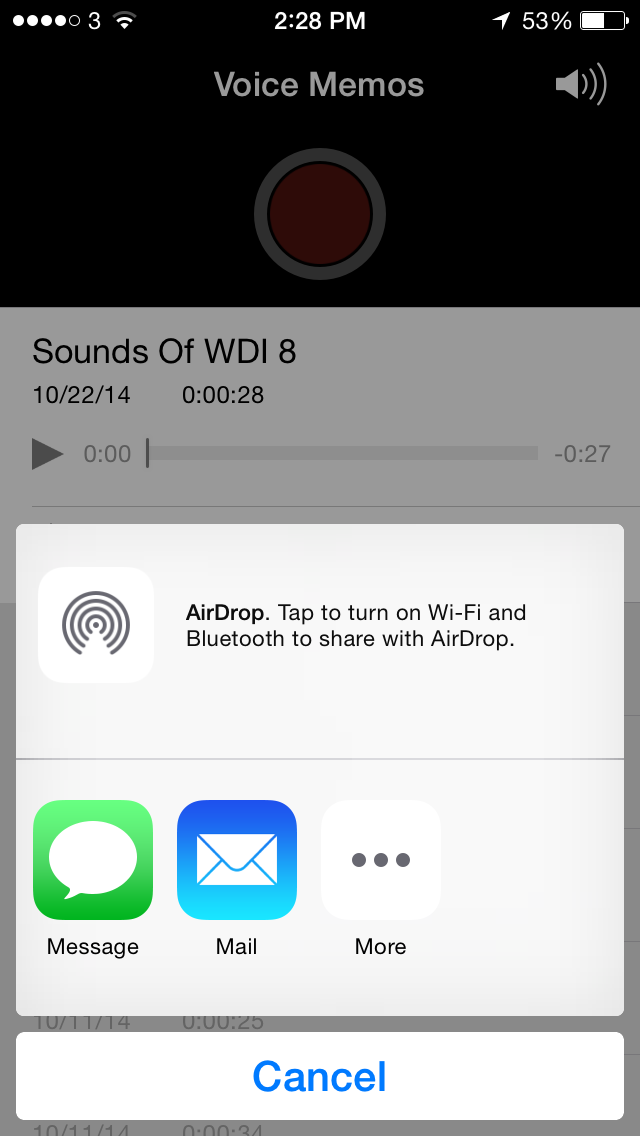 3 2:28 PM 53%
Voice Memos
Sounds Of WDI 8
10/22/14 0:00:28
0:00 -0:27
AirDrop. Tap to turn on Wi-Fi and
Bluetooth to share with AirDrop.
Message Mail More
10/11/14 0:00:25
Cancel
10/11/14 0:00:34